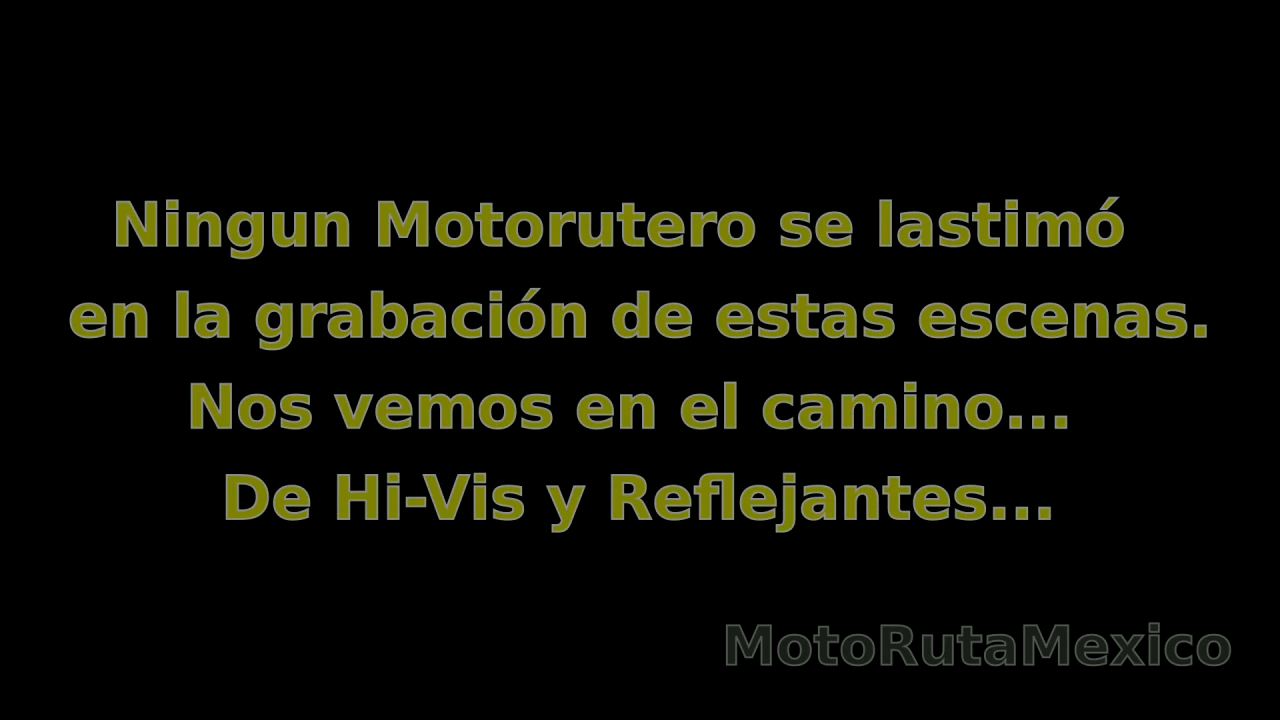 Ningun Motorutero se lastimó
en la grabación de estas escenas.
Nos vemos en el camino...
De Hi-Vis y Reflejantes...
MotoRutaMexico